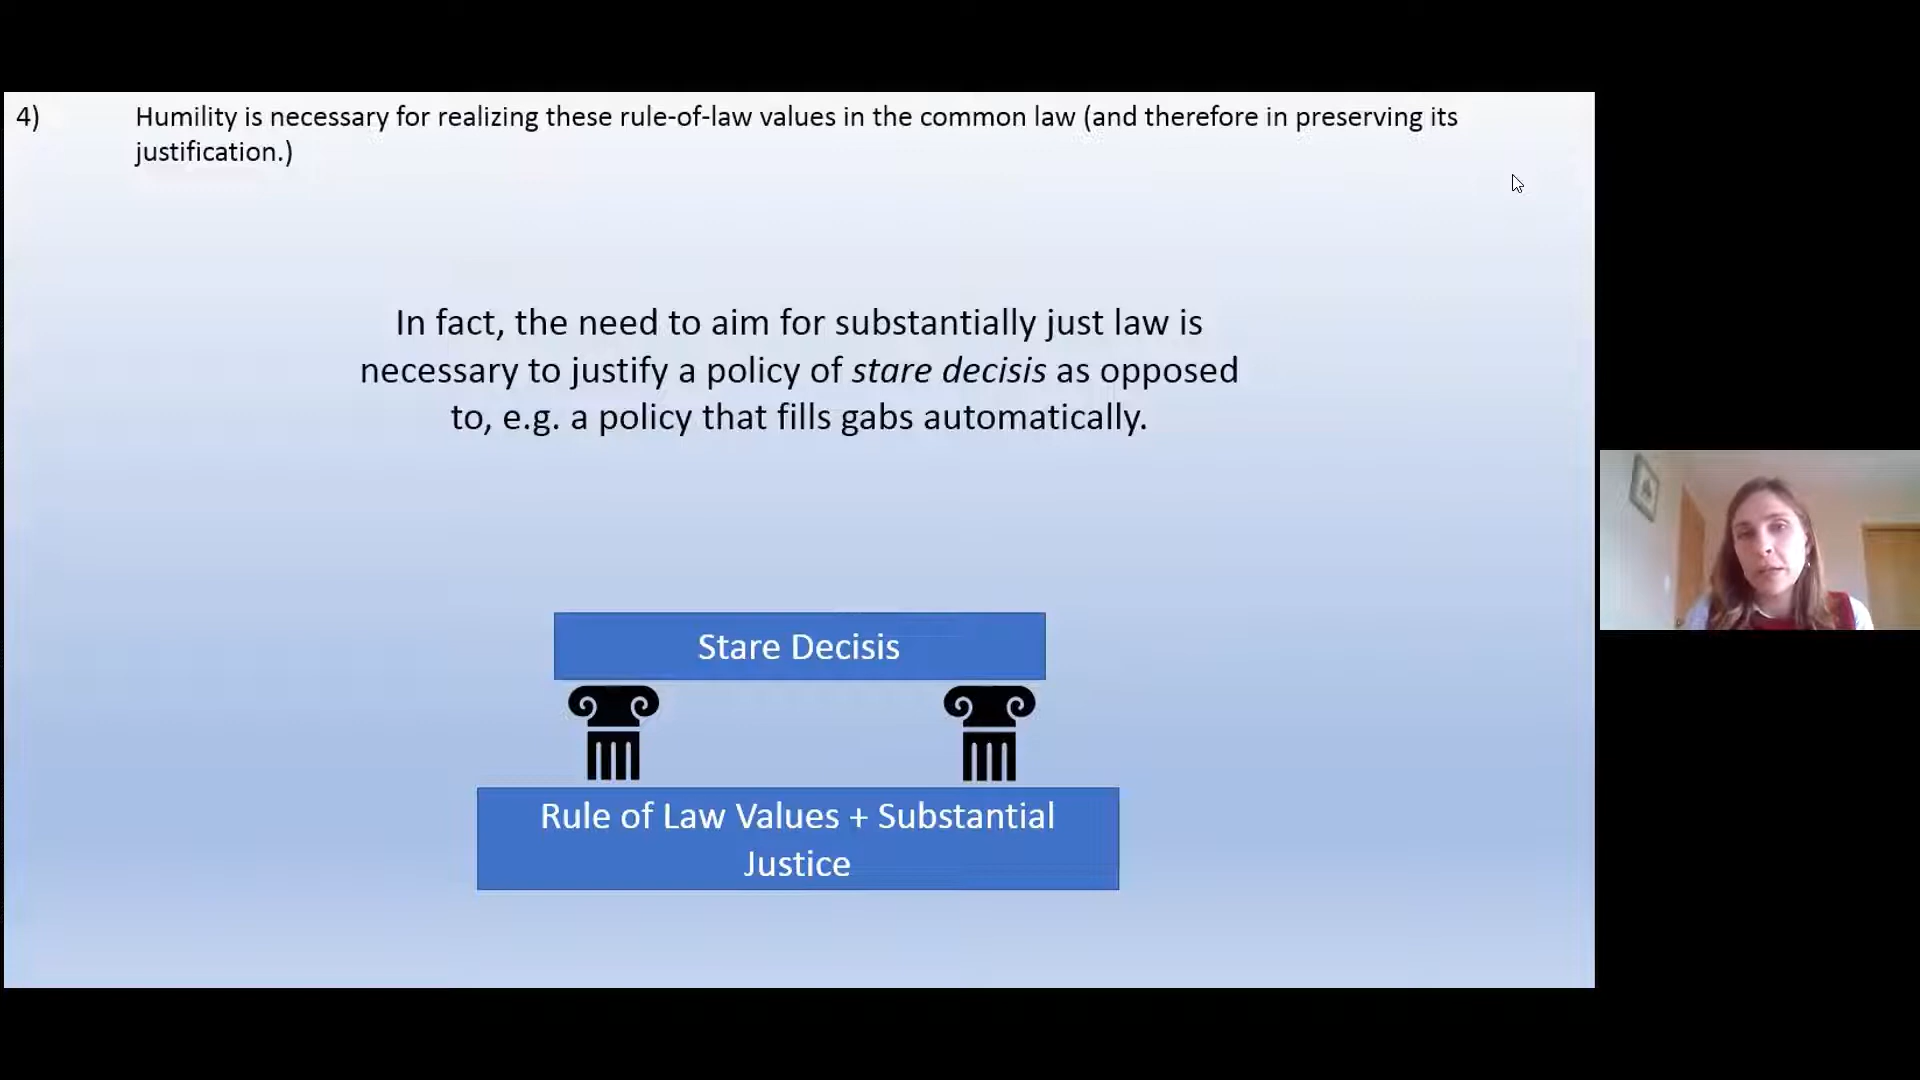 4) Humility is necessary for realizing these rule-of-law values in the common law (and therefore in preserving its
justification.)
In fact, the need to aim for substantially just law is
necessary to justify a policy of stare decisis as opposed
to, e.g. a policy that fills gabs automatically.
Stare Decisis
Rule of Law Values + Substantial
Justice